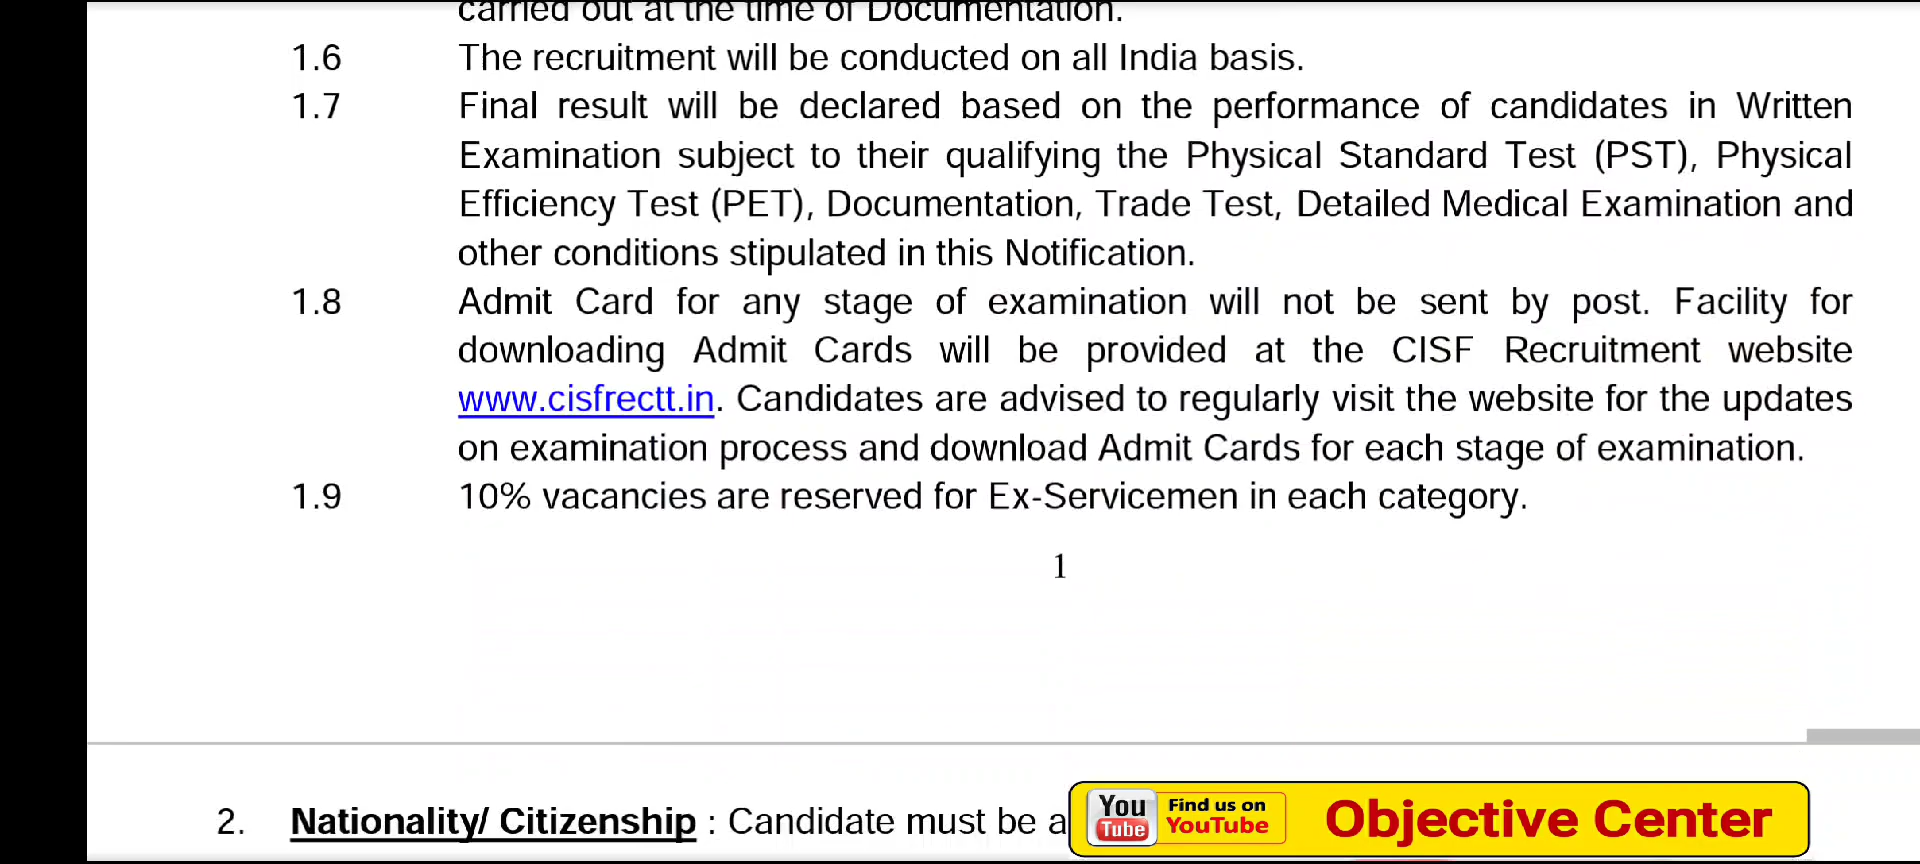 carried out at the time of Documentation.
1.6 The recruitment will be conducted on all India basis.
1.7 Final result will be declared based on the performance of candidates in Written
Examination subject to their qualifying the Physical Standard Test (PST), Physical
Efficiency Test (PET), Documentation, Trade Test, Detailed Medical Examination and
other conditions stipulated in this Notification.
1.8 Admit Card for any stage of examination will not be sent by post. Facility for
downloading Admit Cards will be provided at the CISF Recruitment website
www.cisfrectt.in. Candidates are advised to regularly visit the website for the updates
on examination process and download Admit Cards for each stage of examination.
1.9 10% vacancies are reserved for Ex-Servicemen in each category.
1
2. Nationality/ Citizenship : Candidate must be a
You
Tube
Find us on
YouTube
Objective Center